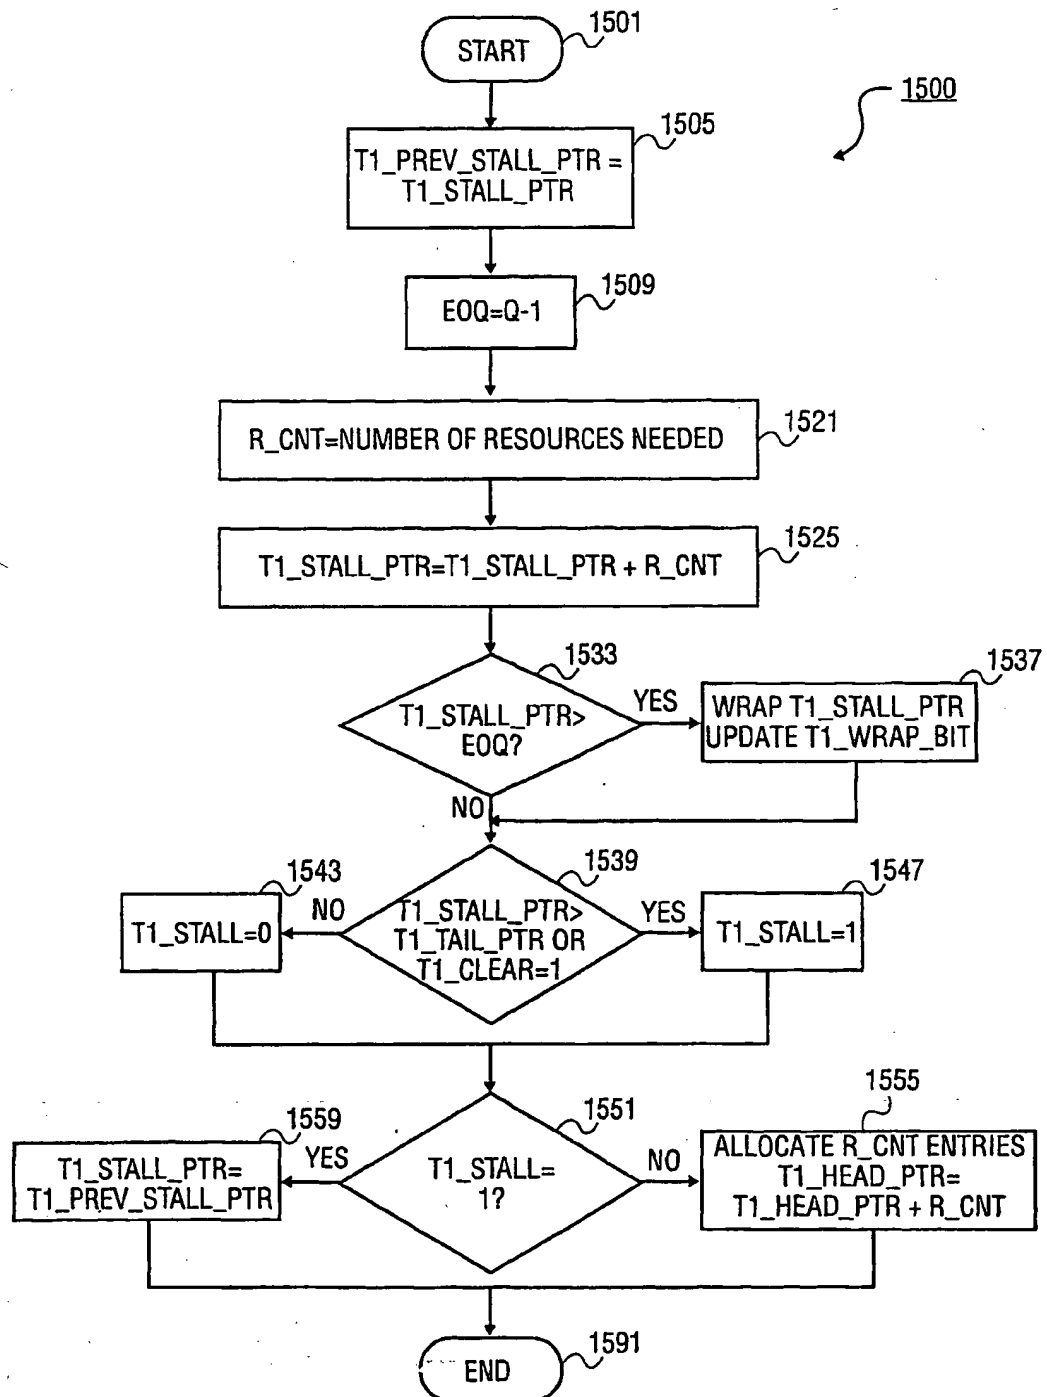 START
1501
1500
T1_PREV_STALL_PTR =
T1_STALL_PTR
1505
EOQ=Q-1
1509
R_CNT=NUMBER OF RESOURCES NEEDED
1521
T1_STALL_PTR=T1_STALL_PTR + R_CNT
1525
T1_STALL_PTR>
EOQ?
1533
YES
WRAP T1_STALL_PTR
UPDATE T1_WRAP_BIT
1537
NO
T1_STALL_PTR>
T1_TAIL_PTR OR
T1_CLEAR=1
1539
NO
T1_STALL=0
1543
YES
T1_STALL=1
1547
T1_STALL=
1?
1551
YES
T1_STALL_PTR=
T1_PREV_STALL_PTR
1559
NO
ALLOCATE R_CNT ENTRIES
T1_HEAD_PTR=
T1_HEAD_PTR + R_CNT
1555
END
1591